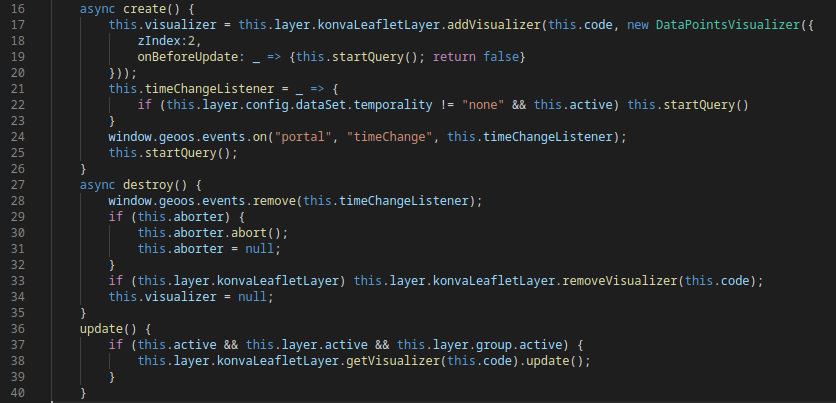 16 async create() {
17 this.visualizer = this.layer.konvaLeafletLayer.addVisualizer(this.code, new DataPointsVisualizer({
18 zIndex:2,
19 onBeforeUpdate: _ => {this.startQuery(); return false}
20 }));
21 this.timeChangeListener = _ => {
22 if (this.layer.config.dataSet.temporality != "none" && this.active) this.startQuery()
23 }
24 window.geoos.events.on("portal", "timeChange", this.timeChangeListener);
25 this.startQuery();
26 }
27 async destroy() {
28 window.geoos.events.remove(this.timeChangeListener);
29 if (this.aborter) {
30 this.aborter.abort();
31 this.aborter = null;
32 }
33 if (this.layer.konvaLeafletLayer) this.layer.konvaLeafletLayer.removeVisualizer(this.code);
34 this.visualizer = null;
35 }
36 update() {
37 if (this.active && this.layer.active && this.layer.group.active) {
38 this.layer.konvaLeafletLayer.getVisualizer(this.code).update();
39 }
40 }